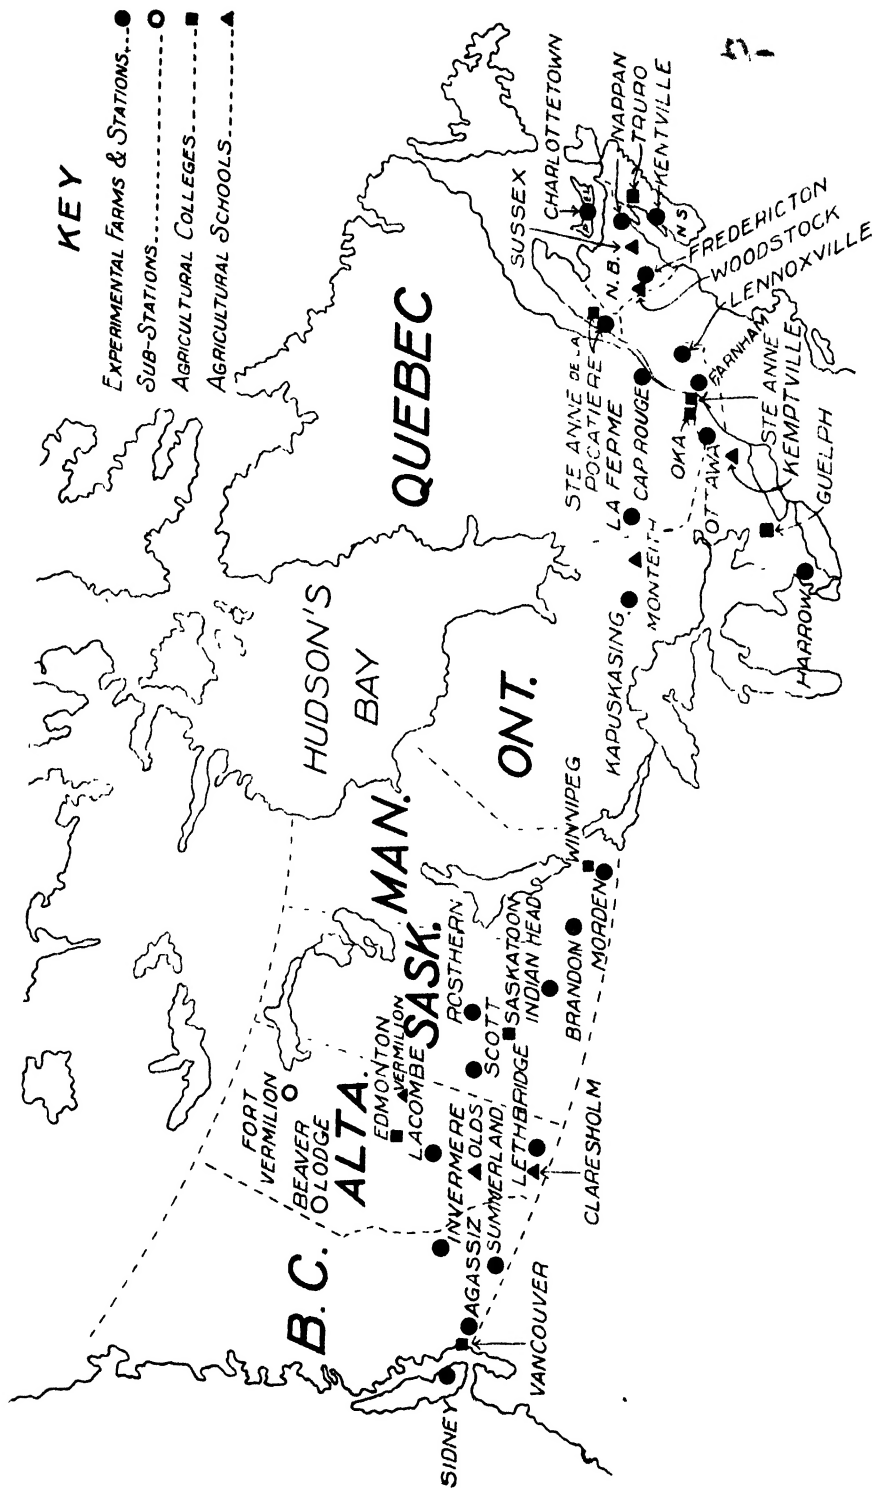 KEY
EXPERIMENTAL FARMS & STATIONS
SUB-STATIONS
AGRICULTURAL COLLEGES
AGRICULTURAL SCHOOLS
HUDSON'S
BAY
QUEBEC
ONT.
MAN.
SASK.
ALTA.
B.C.
FORT
VERMILION
BEAVER
LODGE
EDMONTON
VERMILION
LACOMBE
INVERMERE
OLDS
AGASSIZ
SUMMERLAND
LETHBRIDGE
CLARESHOLM
VANCOUVER
SIDNEY
ROSTHERN
SCOTT
SASKATOON
INDIAN HEAD
BRANDON
MORDEN
WINNIPEG
KAPUSKASING
MONTEITH
LA FERME
CAP ROUGE
STE ANNE DE LA
POCATIERE
OKA
OTTAWA
FARNHAM
STE ANNE
KEMPTVILLE
GUELPH
HARROW
LENNOXVILLE
WOODSTOCK
FREDERICTON
SUSSEX
CHARLOTTETOWN
NAPPAN
TRURO
KENTVILLE
N.B.
N S